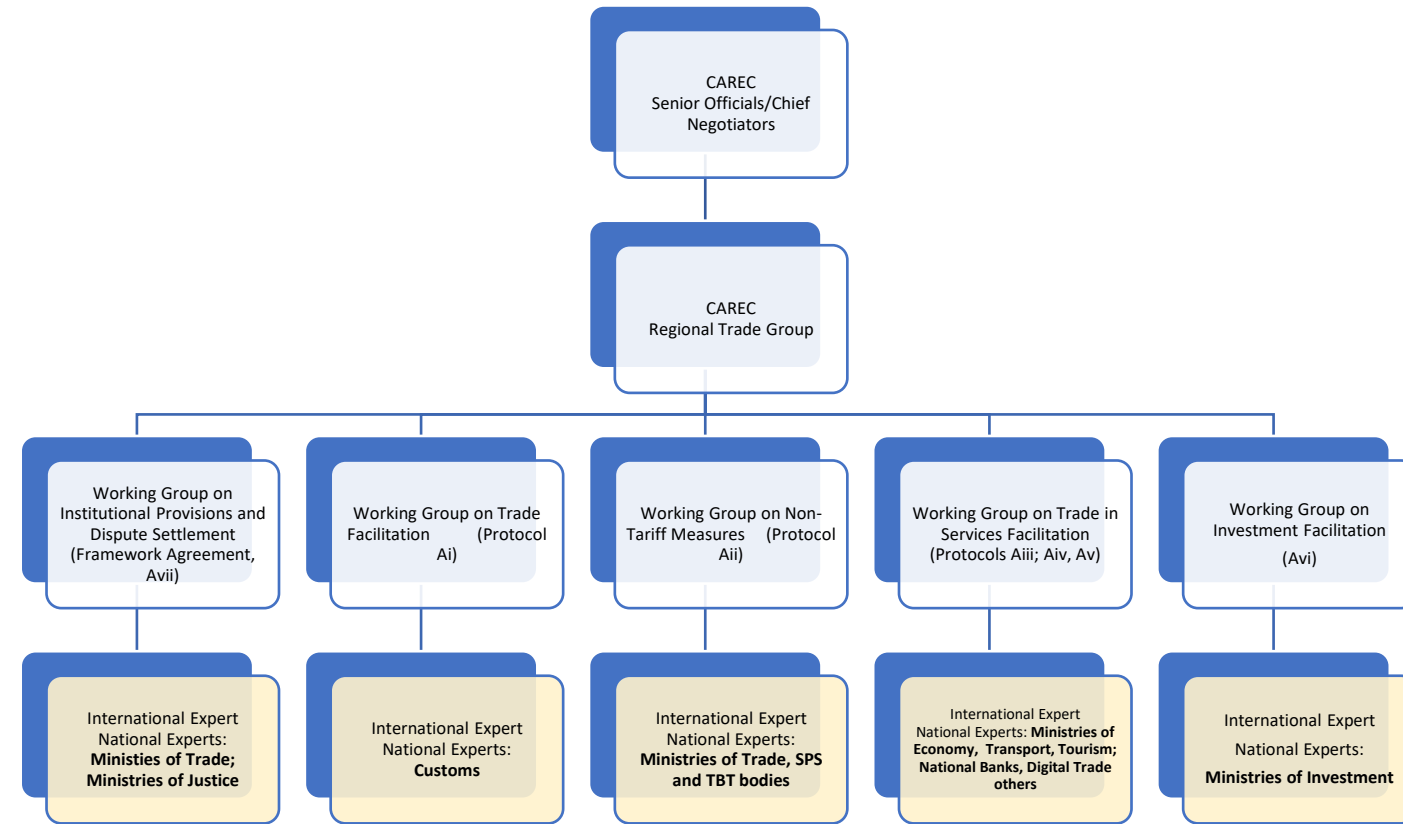 CAREC
Senior Officials/Chief
Negotiators
CAREC
Regional Trade Group
Working Group on
Institutional Provisions and
Dispute Settlement
(Framework Agreement,
Avii)
Working Group on Trade
Facilitation (Protocol
Ai)
Working Group on Non-
Tariff Measures (Protocol
Aii)
Working Group on Trade in
Services Facilitation
(Protocols Aiii; Aiv, Av)
Working Group on
Investment Facilitation
(Avi)
International Expert
National Experts:
Ministies of Trade;
Ministries of Justice
International Expert
National Experts:
Customs
International Expert
National Experts:
Ministries of Trade, SPS
and TBT bodies
International Expert
National Experts: Ministries of
Economy, Transport, Tourism;
National Banks, Digital Trade
others
International Expert
National Experts:
Ministries of Investment